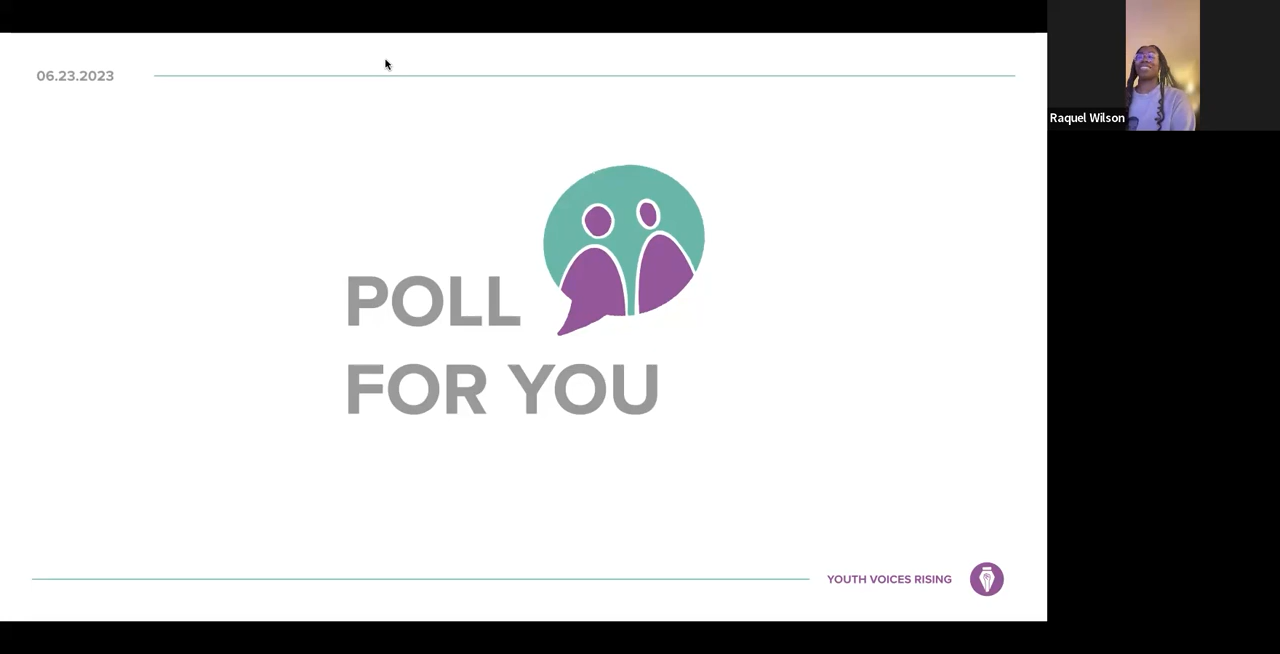 06.23.2023
Raquel Wilson
POLL
FOR YOU
YOUTH VOICES RISING